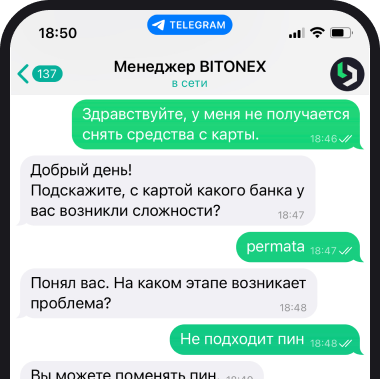 18:50
TELEGRAM
137
Менеджер BITONEX
в сети
Здравствуйте, у меня не получается
снять средства с карты.
18:46
Добрый день!
Подскажите, с картой какого банка у
вас возникли сложности?
18:47
permata 18:47
Понял вас. На каком этапе возникает
проблема?
18:48
Не подходит пин 18:48
Вы можете поменять пин.